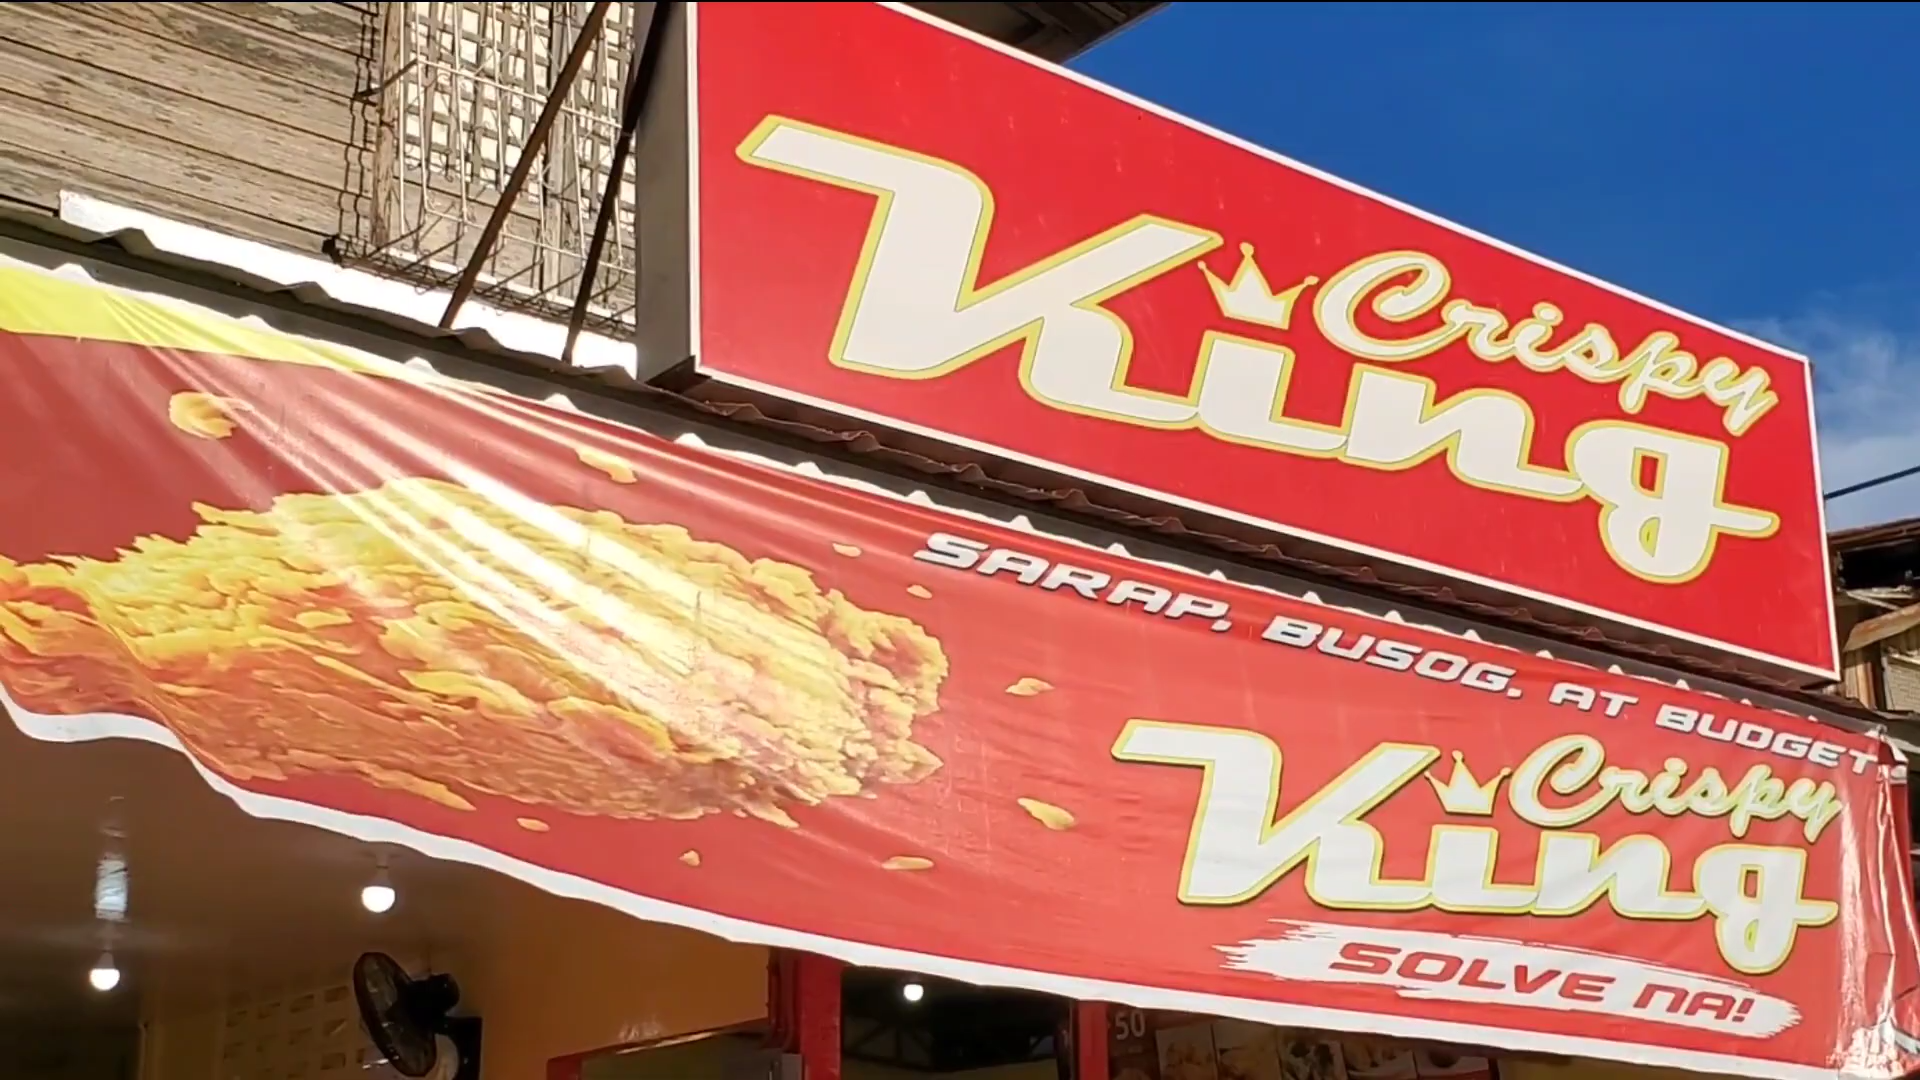 Crispy
King
SARAP, BUSOG, AT BUDGET
Crispy
King
SOLVE NA!
50